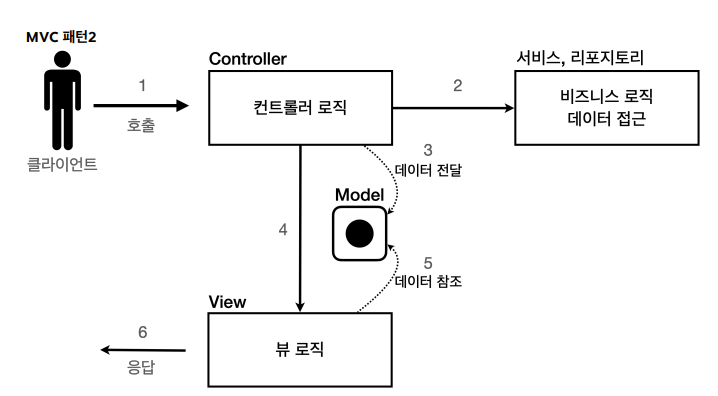 MVC 패턴2
Controller
서비스, 리포지토리
1
호출
클라이언트
컨트롤러 로직
2
비즈니스 로직
데이터 접근
3
데이터 전달
Model
4
5
데이터 참조
View
뷰 로직
6
응답